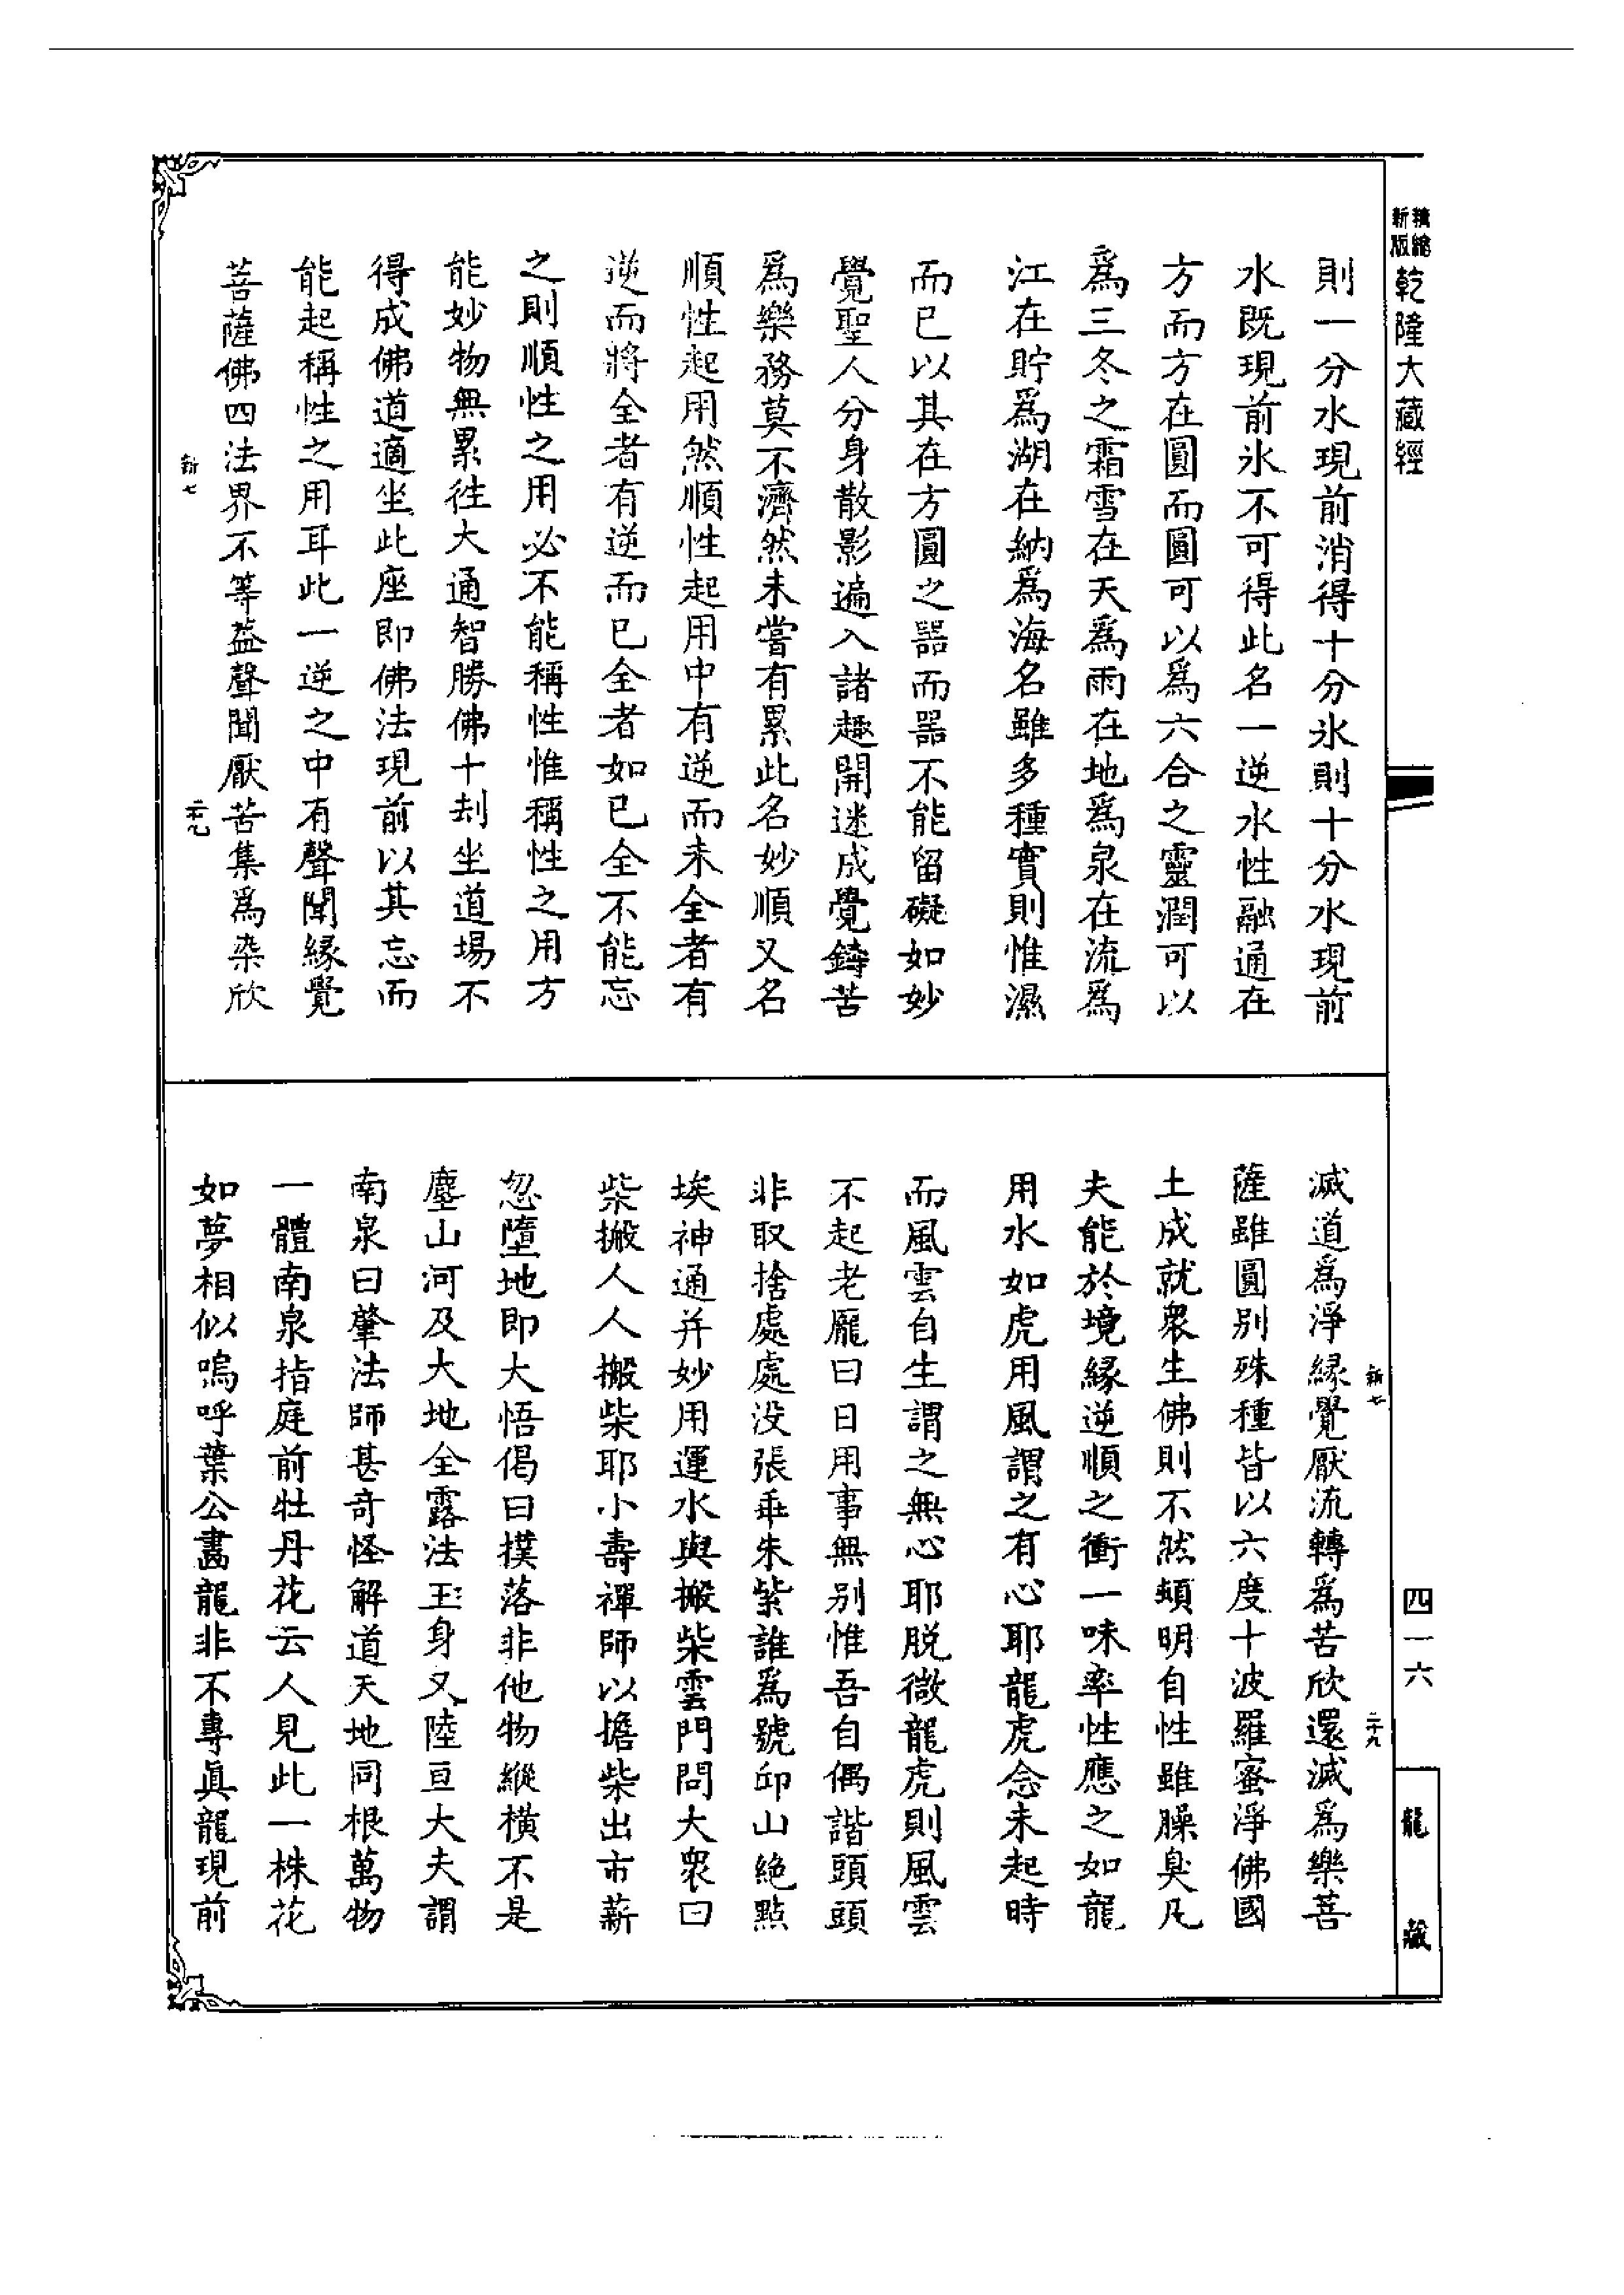 乾隆大藏經
則一分水現前消得十分氷則十分水現前
水既現前氷不可得此名一逆水性融通在
方而方在圓而圓可以爲六合之靈潤可以
爲三冬之霜雪在天爲雨在地爲泉在流爲
江在貯爲湖在納爲海名雖多種實則惟濕
而已以其在方圓之噐而噐不能留礙如妙
覺聖人分身散影遍入諸趣開迷成覺鑄苦
爲樂務莫不濟然未嘗有累此名妙順又名
順性起用然順性起用中有逆而未全者有
逆而將全者有逆而已全者如已全不能忘
之則順性之用必不能稱性惟稱性之用方
能妙物無累徃大通智勝佛十刦坐道場不
得成佛道適坐此座即佛法現前以其忘而
能起稱性之用耳此一逆之中有聲聞緣覺
菩薩佛四法界不等益聲聞厭苦集爲染欣
新七
二十九
滅道爲淨緣覺厭流轉爲苦欣還滅爲樂菩
薩雖圓別殊種皆以六度十波羅蜜淨佛國
土成就衆生佛則不然頬明自性雖臊臭凡
夫能於境緣逆順之衝一味率性應之如龍
用水如虎用風謂之有心耶龍虎念未起時
而風雲自生謂之無心耶脫微龍虎則風雲
不起老龐曰日用事無别惟吾自偶諧頭頭
非取捨處處没張乖朱紫誰爲號邱山絶點
埃神通并妙用運水與搬柴雲門問大衆曰
柴搬人人搬柴耶小壽禪師以擔柴出市薪
忽墮地即大悟偈曰撲落非他物縱橫不是
塵山河及大地全露法王身又陸亘大夫謂
南泉曰肇法師甚奇怪解道天地同根萬物
一體南泉指庭前牡丹花云人見此一株花
如夢相似嗚呼葉公畫龍非不專眞龍現前
新七
二十九
四一六
龍藏